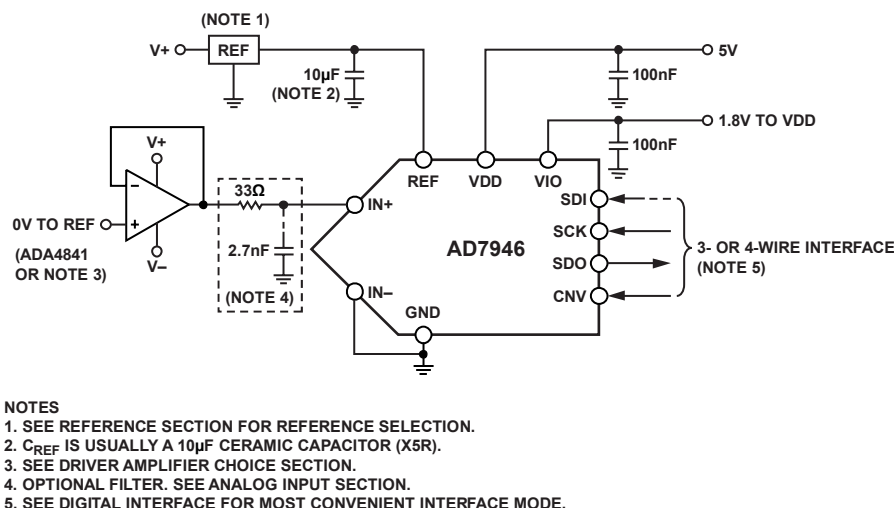 (NOTE 1)
V+ REF 5V
10µF
(NOTE 2)
100nF
1.8V TO VDD
100nF
V+
REF VDD VIO
33Ω
IN+
SDI
–
0V TO REF +
SCK
3- OR 4-WIRE INTERFACE
(NOTE 5)
2.7nF
AD7946
SDO
(ADA4841
OR NOTE 3)
V–
(NOTE 4)
IN–
CNV
GND
NOTES
1. SEE REFERENCE SECTION FOR REFERENCE SELECTION.
2. CREF IS USUALLY A 10µF CERAMIC CAPACITOR (X5R).
3. SEE DRIVER AMPLIFIER CHOICE SECTION.
4. OPTIONAL FILTER. SEE ANALOG INPUT SECTION.
5. SEE DIGITAL INTERFACE FOR MOST CONVENIENT INTERFACE MODE.